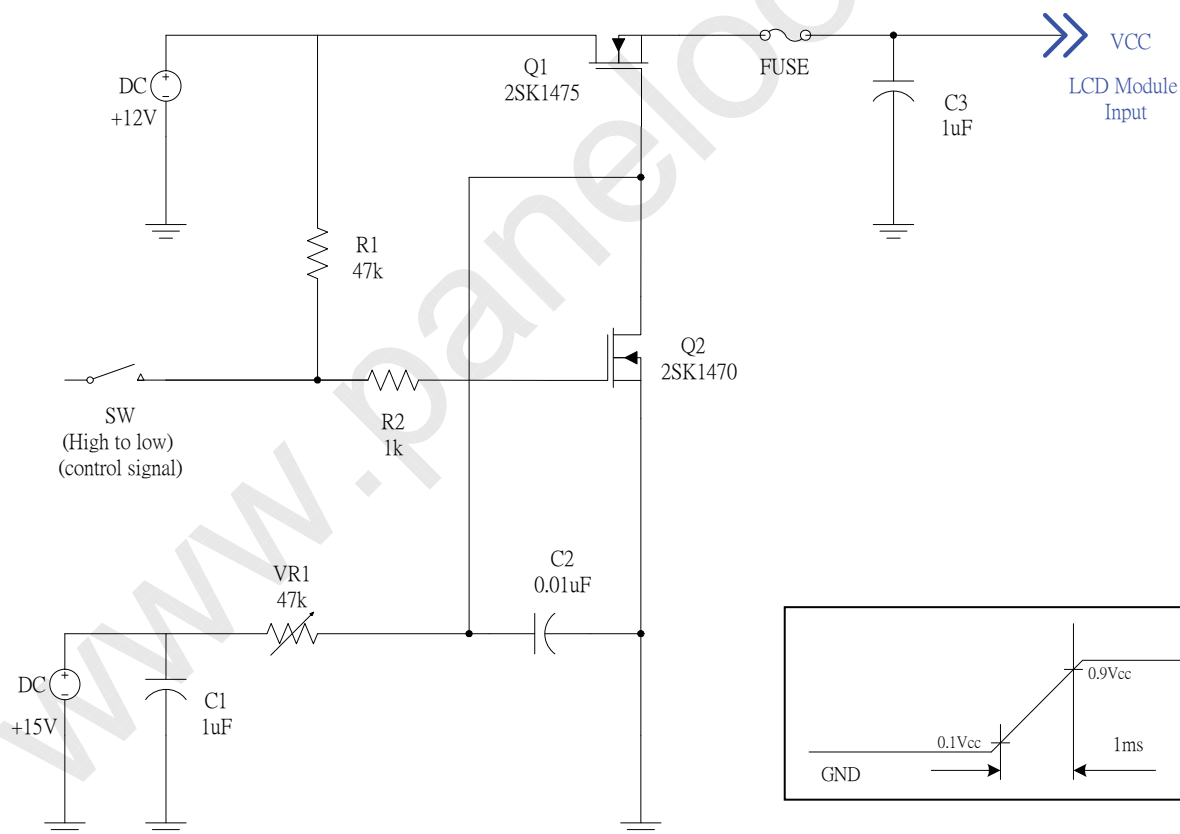 DC
+12V
Q1
2SK1475
FUSE
VCC
LCD Module
Input
C3
1uF
R1
47k
Q2
2SK1470
SW
(High to low)
(control signal)
R2
1k
VR1
47k
C2
0.01uF
DC
+15V
C1
1uF
0.9Vcc
0.1Vcc
1ms
GND